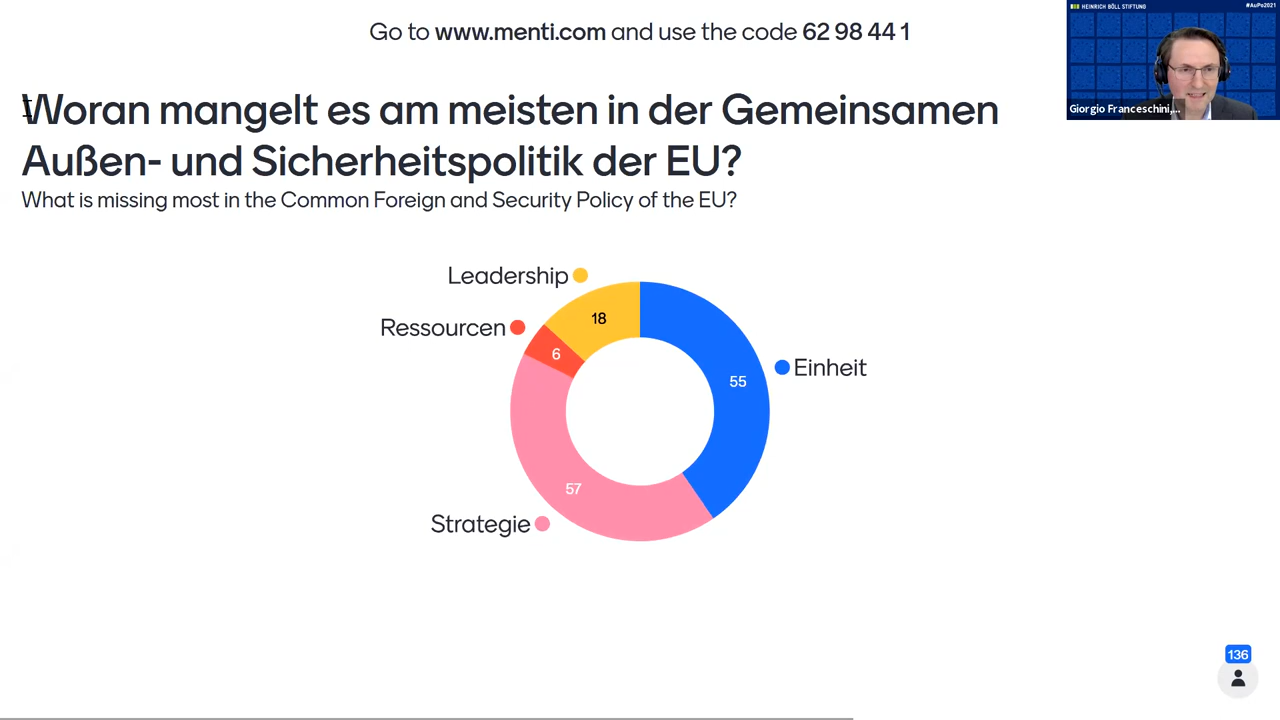 Go to www.menti.com and use the code 62 98 44 1
HEINRICH BÖLL STIFTUNG
#AuPo2021
Giorgio Franceschini,...
Woran mangelt es am meisten in der Gemeinsamen
Außen- und Sicherheitspolitik der EU?
What is missing most in the Common Foreign and Security Policy of the EU?
Leadership
18
Ressourcen
6
55
Einheit
57
Strategie
136